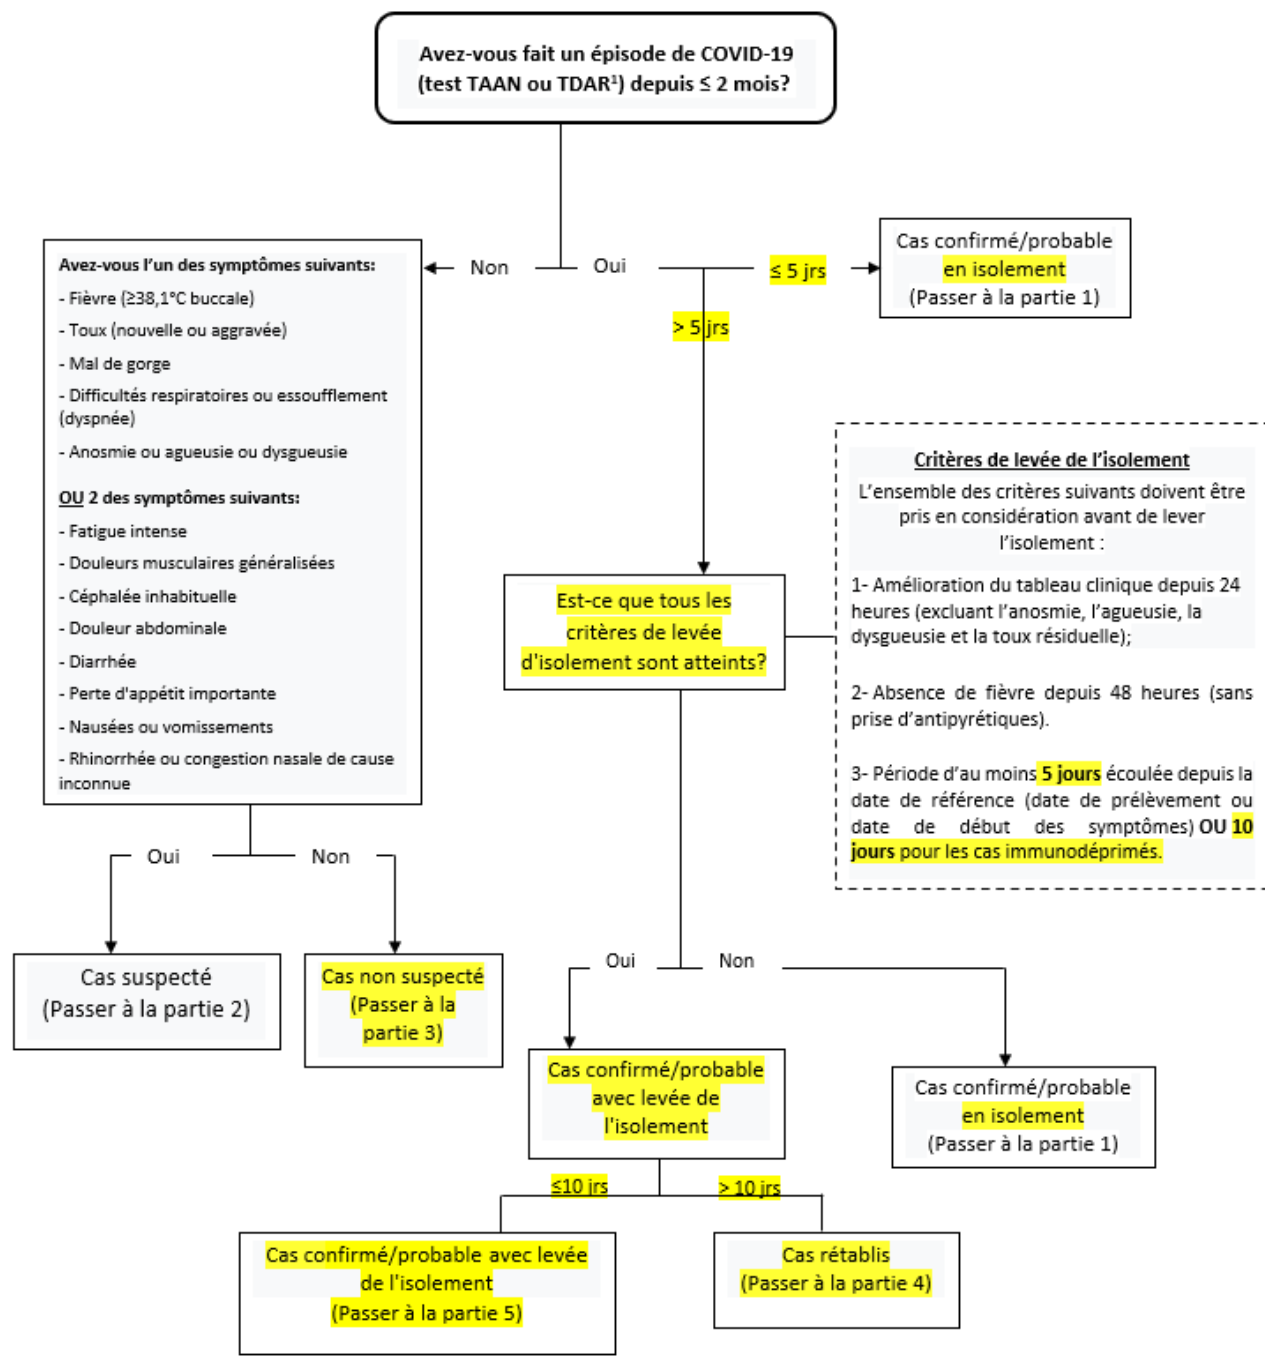 Avez-vous fait un épisode de COVID-19
(test TAAN ou TDAR¹) depuis ≤ 2 mois?
Non
Oui
≤ 5 jrs
> 5 jrs
Cas confirmé/probable
en isolement
(Passer à la partie 1)
Avez-vous l'un des symptômes suivants:
- Fièvre (≥38,1°C buccale)
- Toux (nouvelle ou aggravée)
- Mal de gorge
- Difficultés respiratoires ou essoufflement
(dyspnée)
- Anosmie ou agueusie ou dysgueusie
OU 2 des symptômes suivants:
- Fatigue intense
- Douleurs musculaires généralisées
- Céphalée inhabituelle
- Douleur abdominale
- Diarrhée
- Perte d'appétit importante
- Nausées ou vomissements
- Rhinorrhée ou congestion nasale de cause
inconnue
Critères de levée de l'isolement
L'ensemble des critères suivants doivent être
pris en considération avant de lever
l'isolement :
1- Amélioration du tableau clinique depuis 24
heures (excluant l'anosmie, l'agueusie, la
dysgueusie et la toux résiduelle);
2- Absence de fièvre depuis 48 heures (sans
prise d'antipyrétiques).
3- Période d'au moins 5 jours écoulée depuis la
date de référence (date de prélèvement ou
date de début des symptômes) OU 10
jours pour les cas immunodéprimés.
Est-ce que tous les
critères de levée
d'isolement sont atteints?
Oui
Non
Cas suspecté
(Passer à la partie 2)
Cas non suspecté
(Passer à la
partie 3)
Oui
Non
Cas confirmé/probable
avec levée de
l'isolement
Cas confirmé/probable
en isolement
(Passer à la partie 1)
≤10 jrs
> 10 jrs
Cas confirmé/probable avec levée
de l'isolement
(Passer à la partie 5)
Cas rétablis
(Passer à la partie 4)